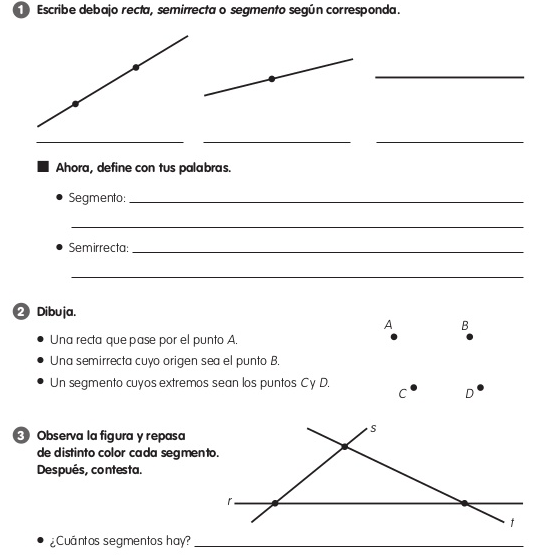 1 Escribe debajo recta, semirrecta o segmento según corresponda.
Ahora, define con tus palabras.
Segmento:
Semirrecta:
2 Dibuja.
Una recta que pase por el punto A.
Una semirrecta cuyo origen sea el punto B.
Un segmento cuyos extremos sean los puntos C y D.
A B
C D
3 Observa la figura y repasa
de distinto color cada segmento.
Después, contesta.
s
r
t
¿Cuántos segmentos hay?